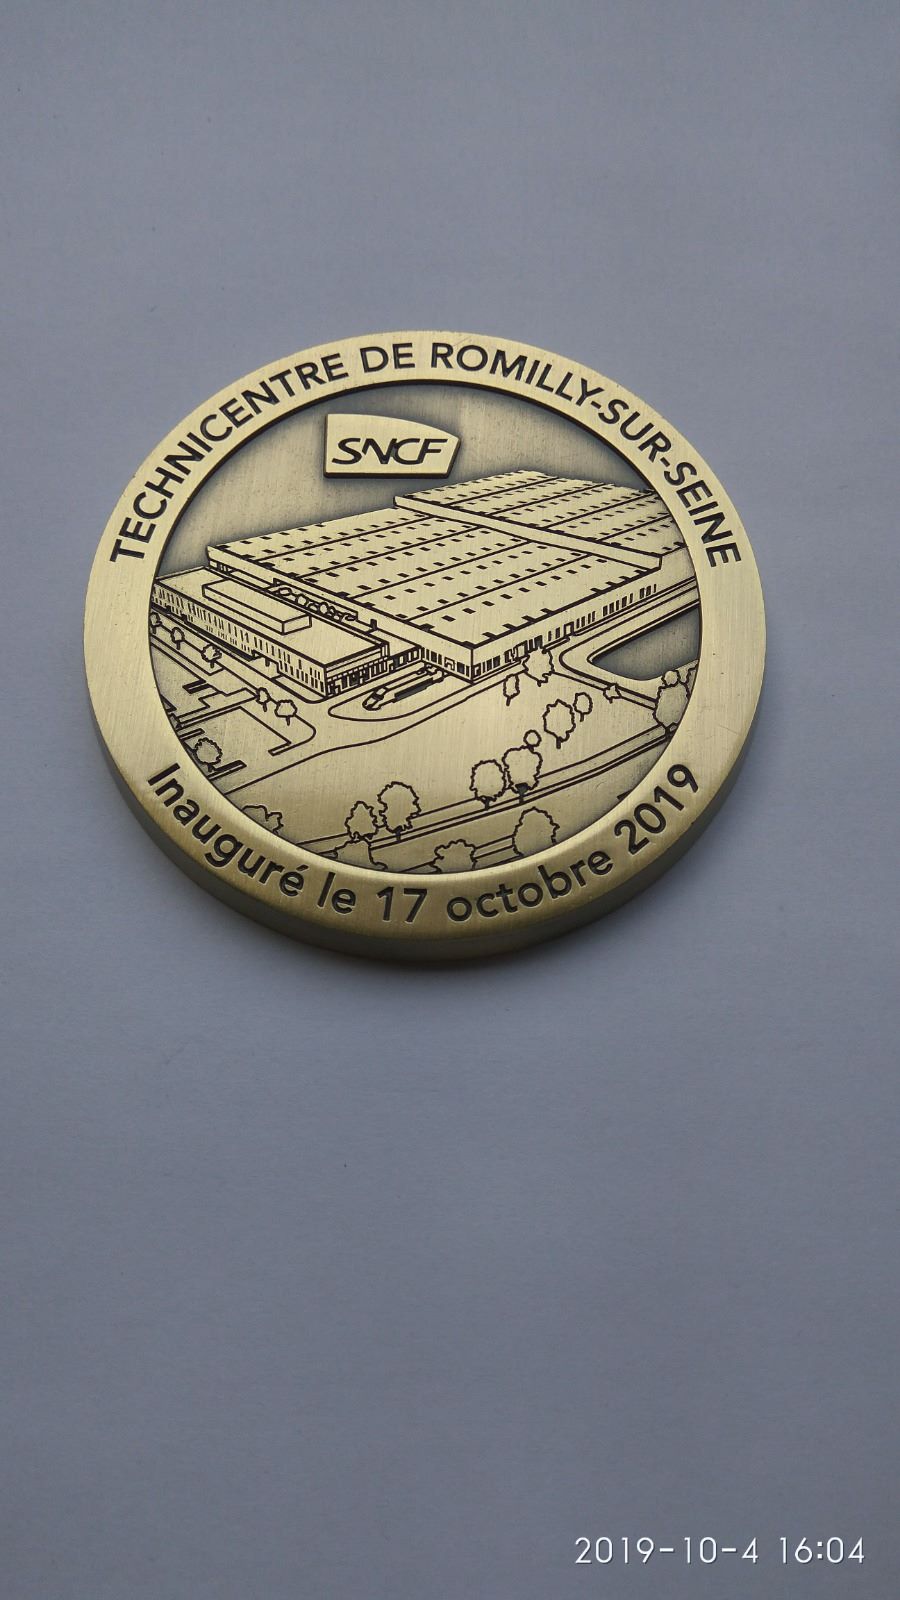 TECHNICENTRE DE ROMILLY-SUR-SEINE
SNCF
Inauguré le 17 octobre 2019
2019-10-4 16:04